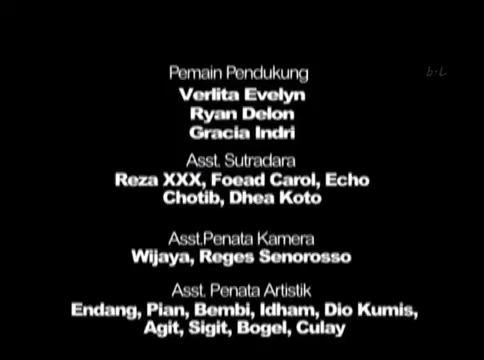 Pemain Pendukung
Verlita Evelyn
Ryan Delon
Gracia Indri
Asst. Sutradara
Reza XXX, Foead Carol, Echo
Chotib, Dhea Koto
Asst.Penata Kamera
Wijaya, Reges Senorosso
Asst. Penata Artistik
Endang, Pian, Bembi, Idham, Dio Kumis,
Agit, Sigit, Bogel, Culay